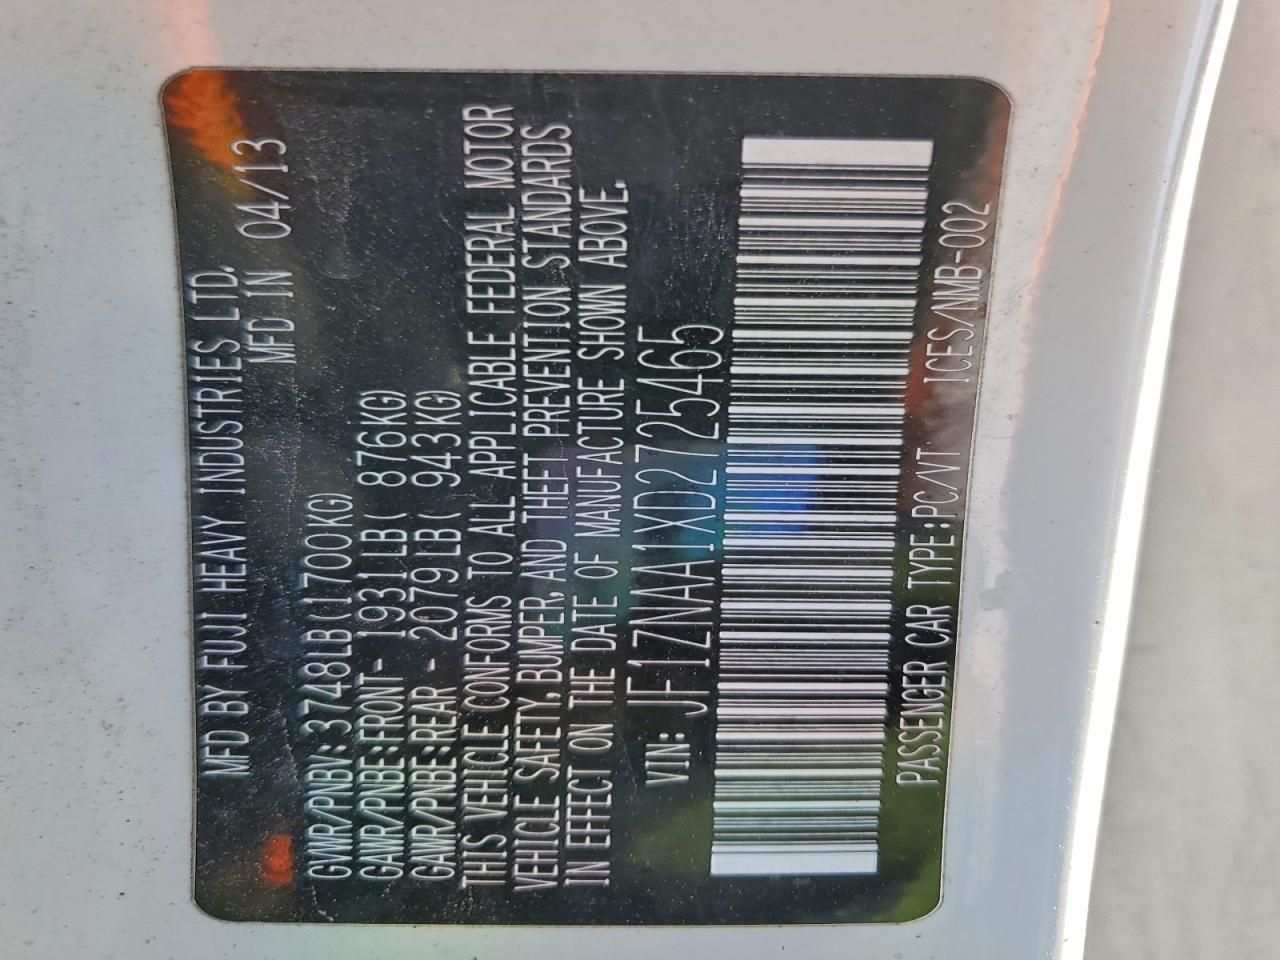 MFD BY FUJI HEAVY INDUSTRIES LTD.
MFD IN 04/13
GVWR/PNBV:3748LB(1700KG)
GAWR/PNBE:FRONT- 1931LB( 876KG)
GAWR/PNBE:REAR - 2079LB( 943KG)
THIS VEHICLE CONFORMS TO ALL APPLICABLE FEDERAL MOTOR
VEHICLE SAFETY, BUMPER, AND THEFT PREVENTION STANDARDS
IN EFFECT ON THE DATE OF MANUFACTURE SHOWN ABOVE.
VIN: JF1ZNAA1XD2725465
PASSENGER CAR TYPE:PC/VT ICES/NMB-002